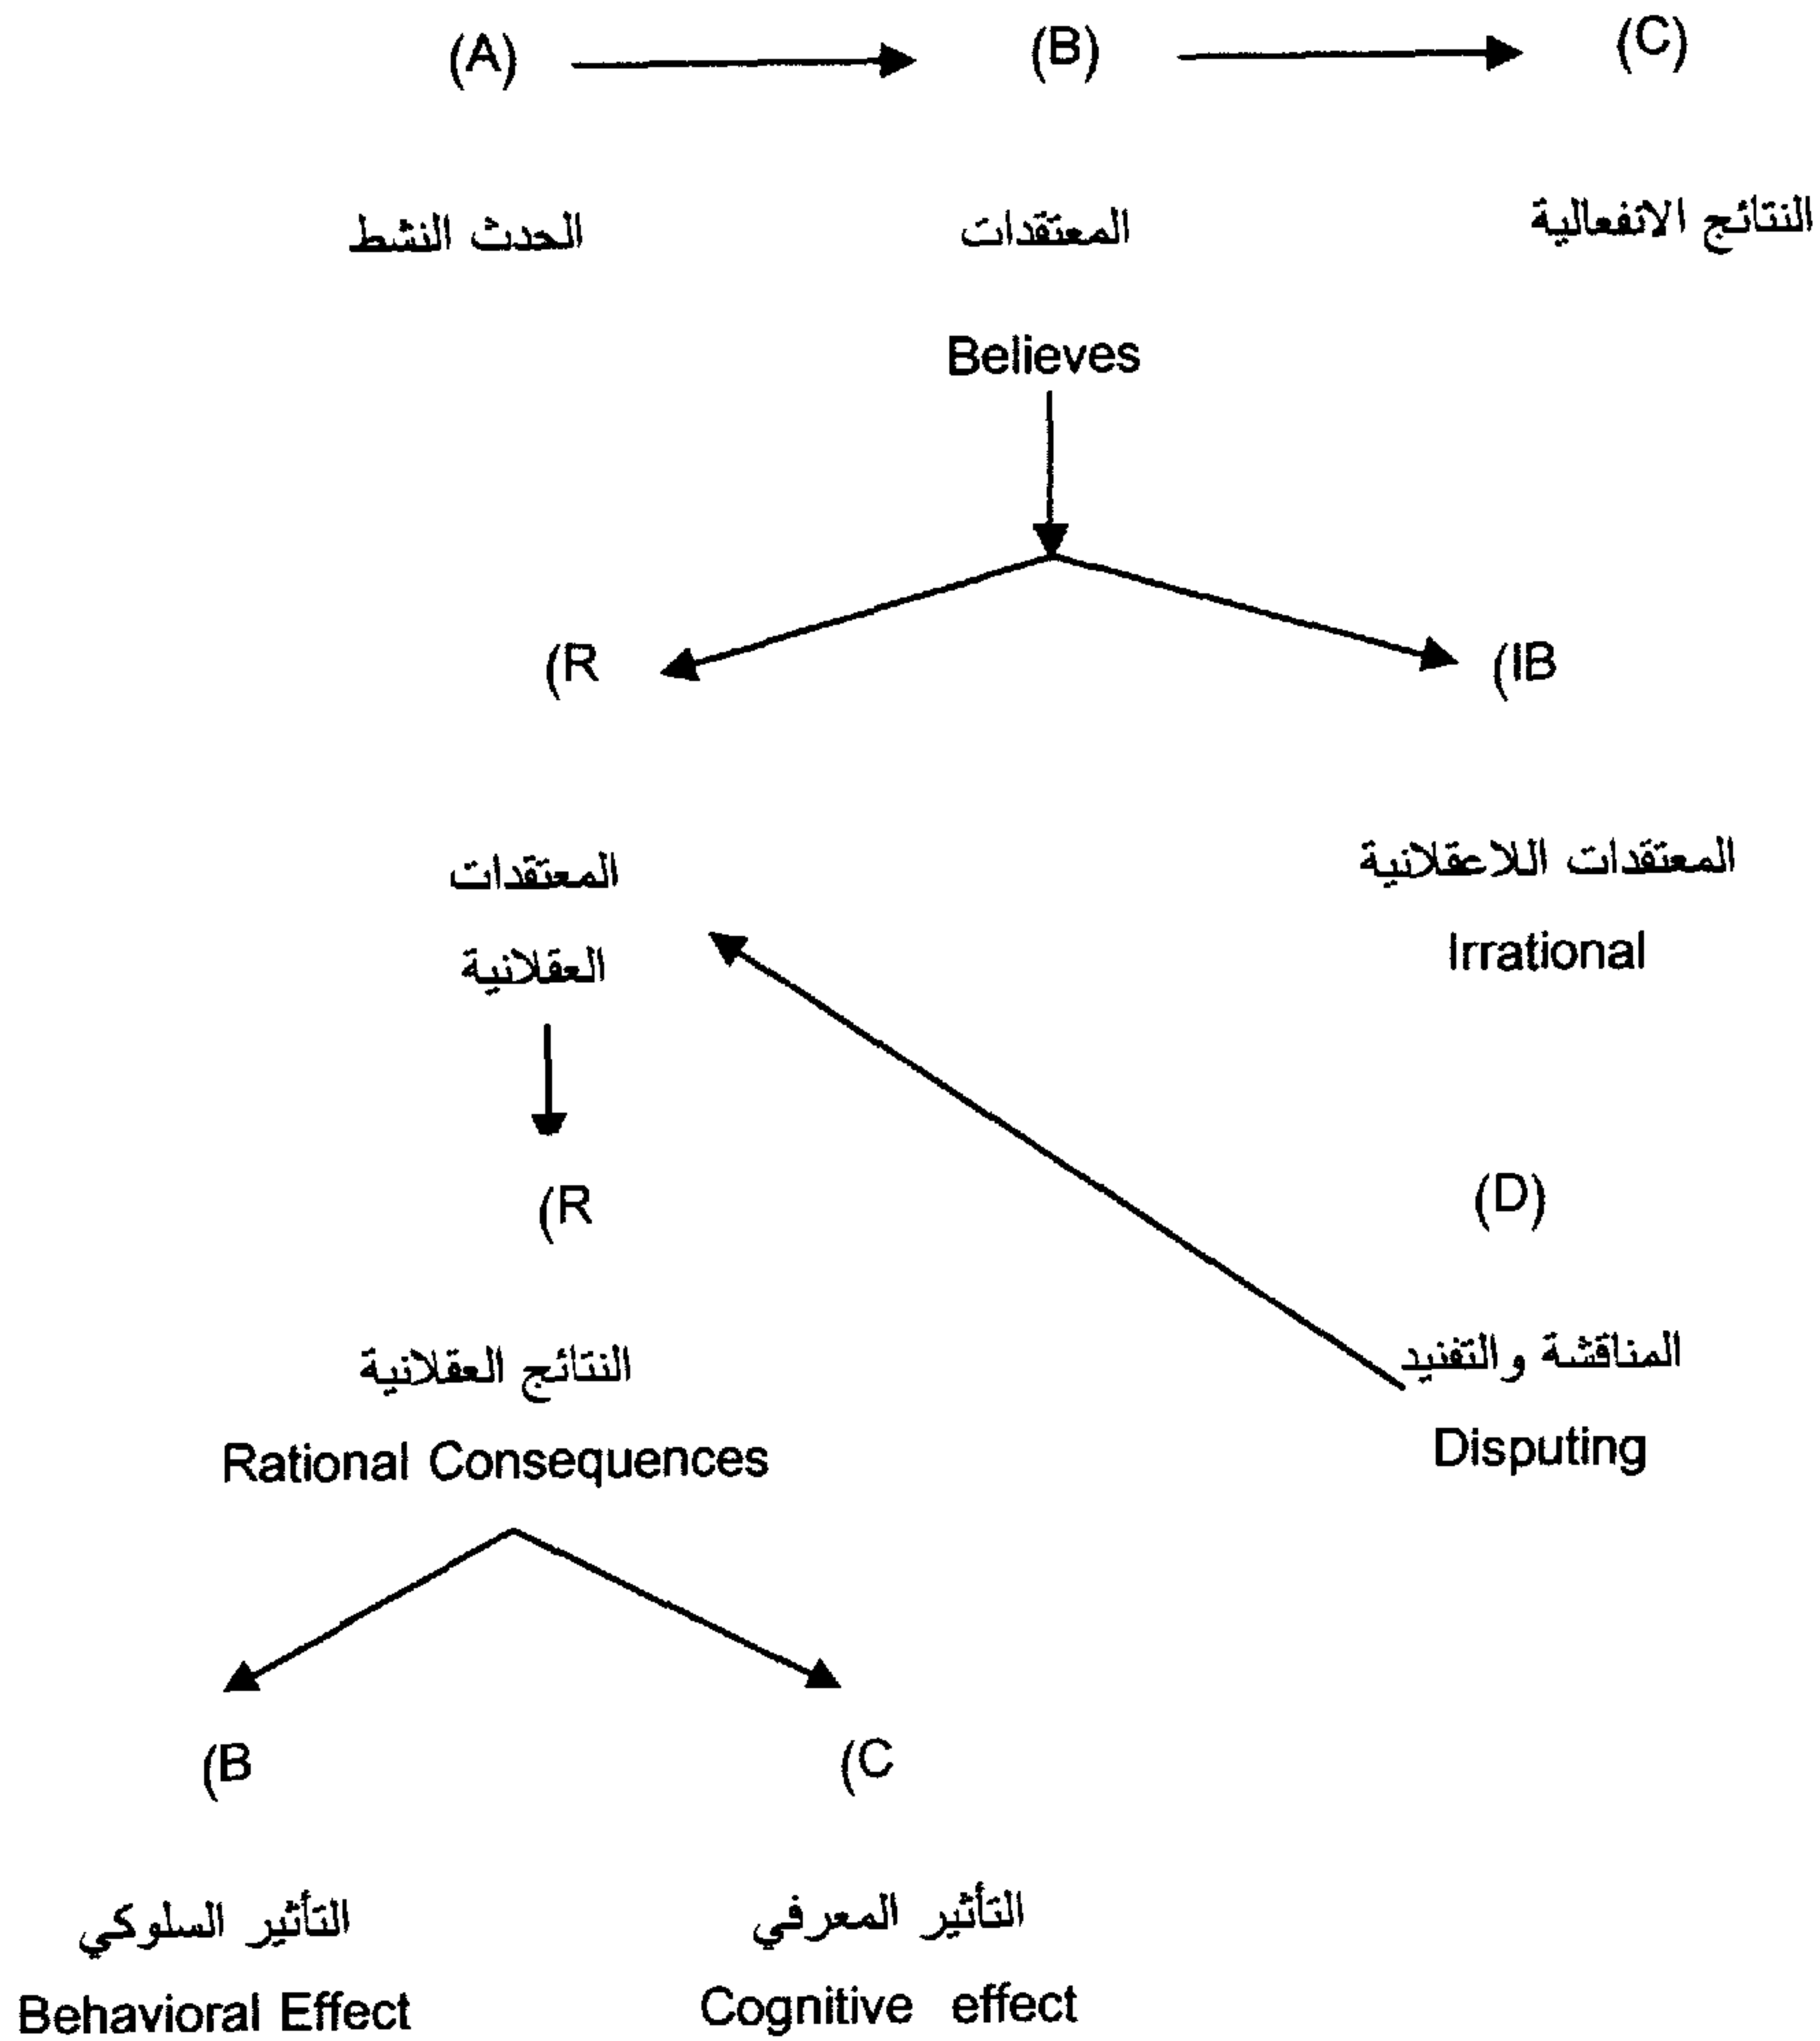 (A) (B) (C)
الحدث النشط المعتقدات النتائج الانفعالية
Believes
(R (IB
المعتقدات المعتقدات اللاعقلانية
العقلانية Irrational
(R (D)
النتائج العقلانية المناقشة والتفنيد
Rational Consequences Disputing
(B (C
التأثير السلوكي التأثير المعرفي
Behavioral Effect Cognitive effect